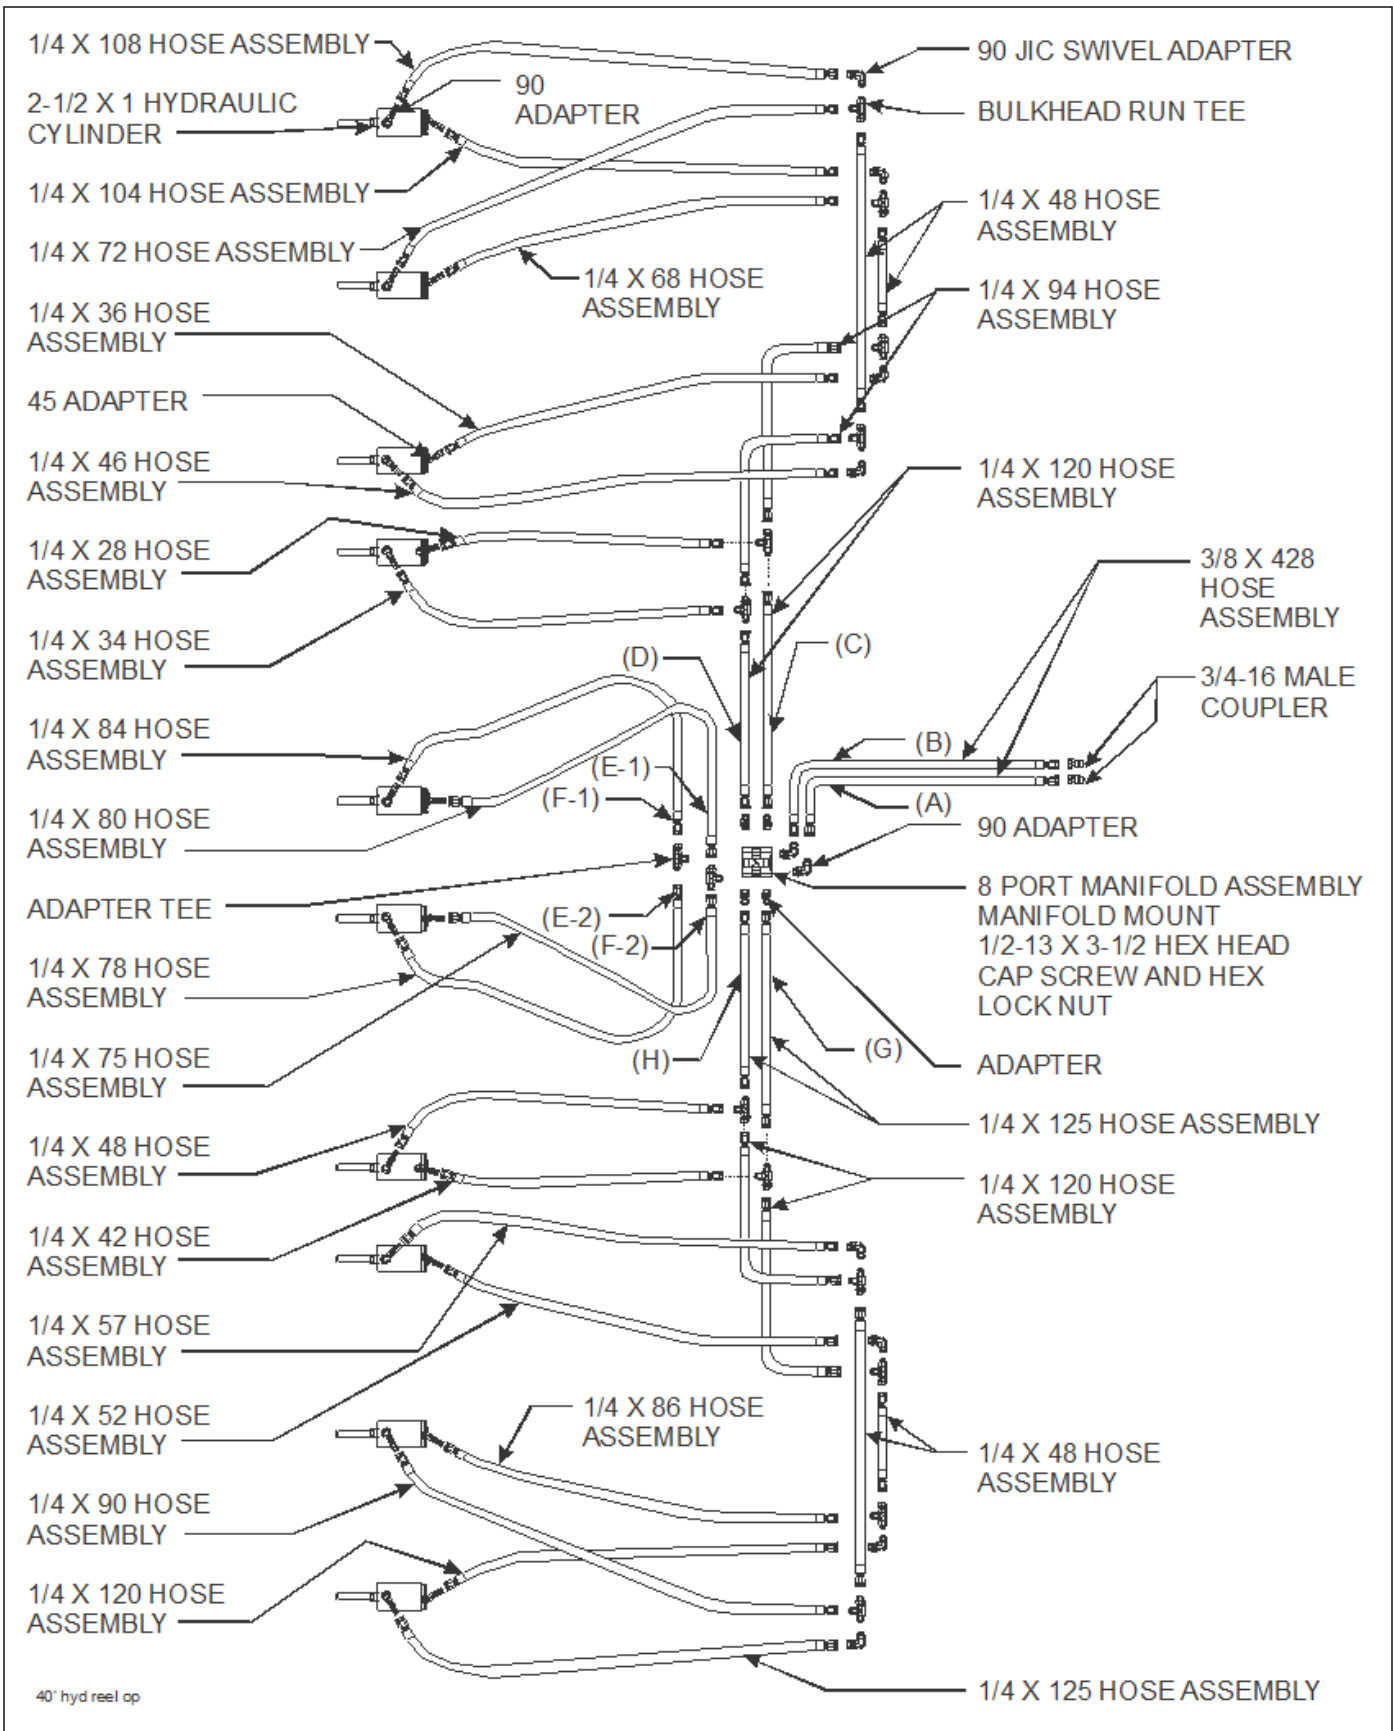 1/4 X 108 HOSE ASSEMBLY
2-1/2 X 1 HYDRAULIC
CYLINDER
90
ADAPTER
1/4 X 104 HOSE ASSEMBLY
1/4 X 72 HOSE ASSEMBLY
1/4 X 68 HOSE
ASSEMBLY
1/4 X 36 HOSE
ASSEMBLY
45 ADAPTER
1/4 X 46 HOSE
ASSEMBLY
1/4 X 28 HOSE
ASSEMBLY
1/4 X 34 HOSE
ASSEMBLY
1/4 X 84 HOSE
ASSEMBLY
1/4 X 80 HOSE
ASSEMBLY
ADAPTER TEE
1/4 X 78 HOSE
ASSEMBLY
1/4 X 75 HOSE
ASSEMBLY
1/4 X 48 HOSE
ASSEMBLY
1/4 X 42 HOSE
ASSEMBLY
1/4 X 57 HOSE
ASSEMBLY
1/4 X 52 HOSE
ASSEMBLY
1/4 X 86 HOSE
ASSEMBLY
1/4 X 90 HOSE
ASSEMBLY
1/4 X 120 HOSE
ASSEMBLY
40' hyd reel op
(D)
(C)
(E-1)
(F-1)
(E-2)
(F-2)
(B)
(A)
(H)
(G)
90 JIC SWIVEL ADAPTER
BULKHEAD RUN TEE
1/4 X 48 HOSE
ASSEMBLY
1/4 X 94 HOSE
ASSEMBLY
1/4 X 120 HOSE
ASSEMBLY
3/8 X 428
HOSE
ASSEMBLY
3/4-16 MALE
COUPLER
90 ADAPTER
8 PORT MANIFOLD ASSEMBLY
MANIFOLD MOUNT
1/2-13 X 3-1/2 HEX HEAD
CAP SCREW AND HEX
LOCK NUT
ADAPTER
1/4 X 125 HOSE ASSEMBLY
1/4 X 120 HOSE
ASSEMBLY
1/4 X 48 HOSE
ASSEMBLY
1/4 X 125 HOSE ASSEMBLY